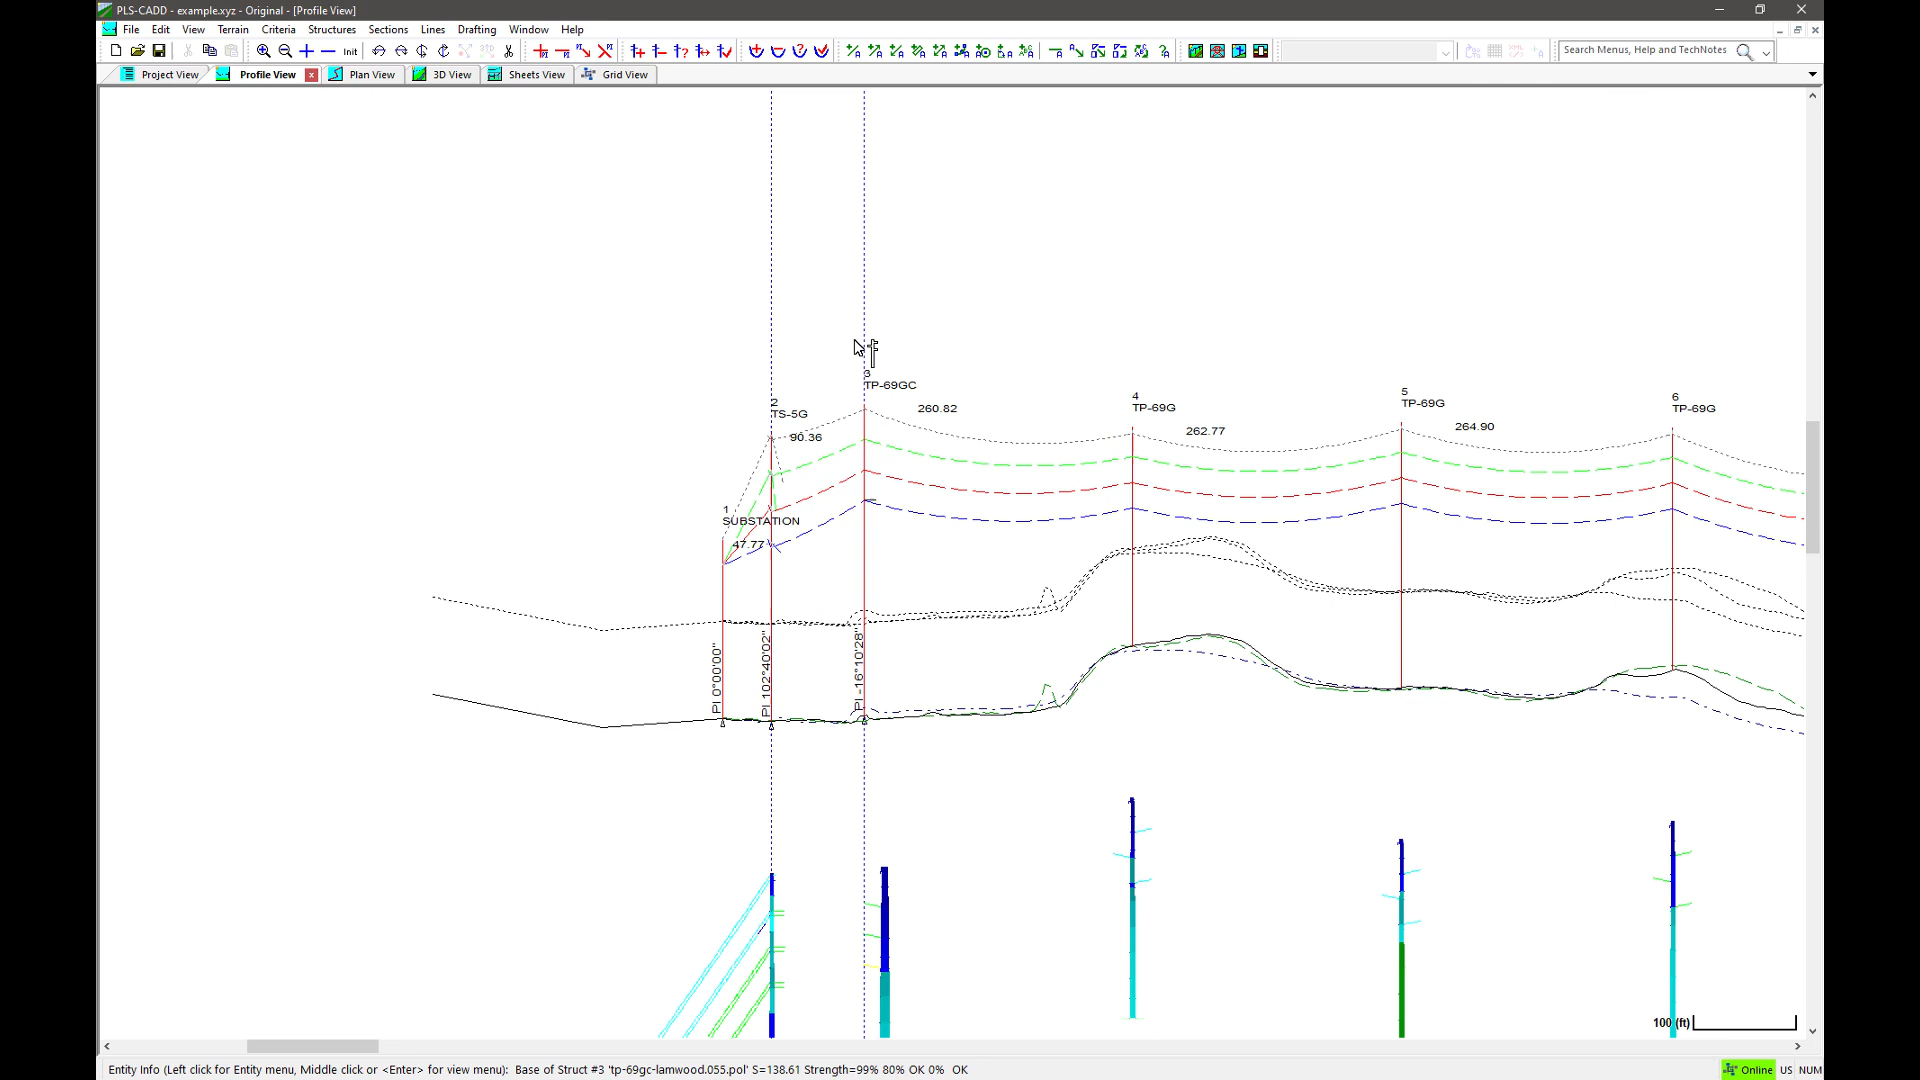 PLS-CADD - example.xyz - Original - [Profile View]
File Edit View Terrain Criteria Structures Sections Lines Drafting Window Help
Init
Search Menus, Help and TechNotes
Project View Profile View Plan View 3D View Sheets View Grid View
3
TP-69GC
2
TS-5G
90.36
260.82
4
TP-69G
262.77
5
TP-69G
264.90
6
TP-69G
1
SUBSTATION
47.77
PI 0°00'00"
PI 102°40'02"
PI -16°10'28"
100 (ft)
Entity Info (Left click for Entity menu, Middle click or <Enter> for view menu): Base of Struct #3 'tp-69gc-lamwood.055.pol' S=138.61 Strength=99% 80% OK 0% OK
Online US NUM